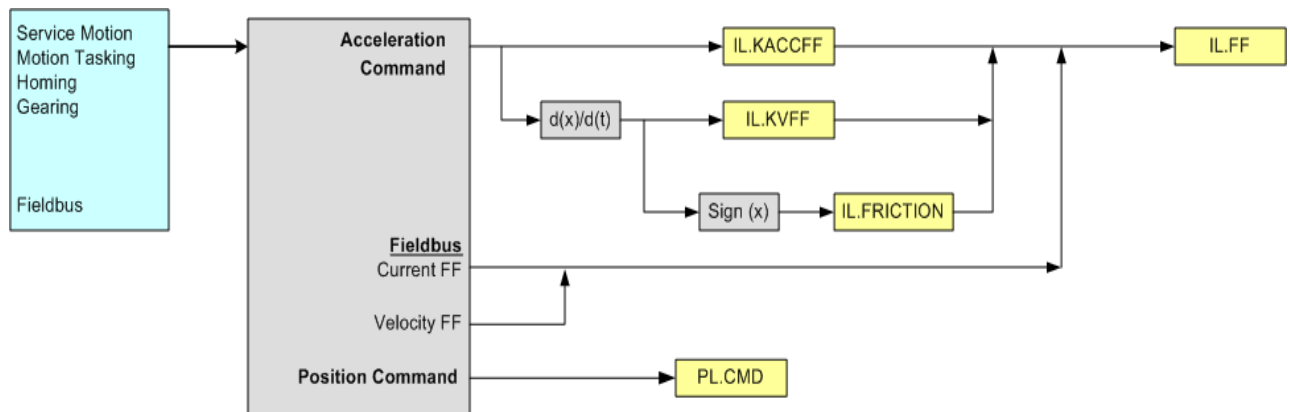 Service Motion
Motion Tasking
Homing
Gearing
Fieldbus
Acceleration
Command
Fieldbus
Current FF
Velocity FF
Position Command
IL.KACCFF
IL.FF
d(x)/d(t)
IL.KVFF
Sign (x)
IL.FRICTION
PL.CMD